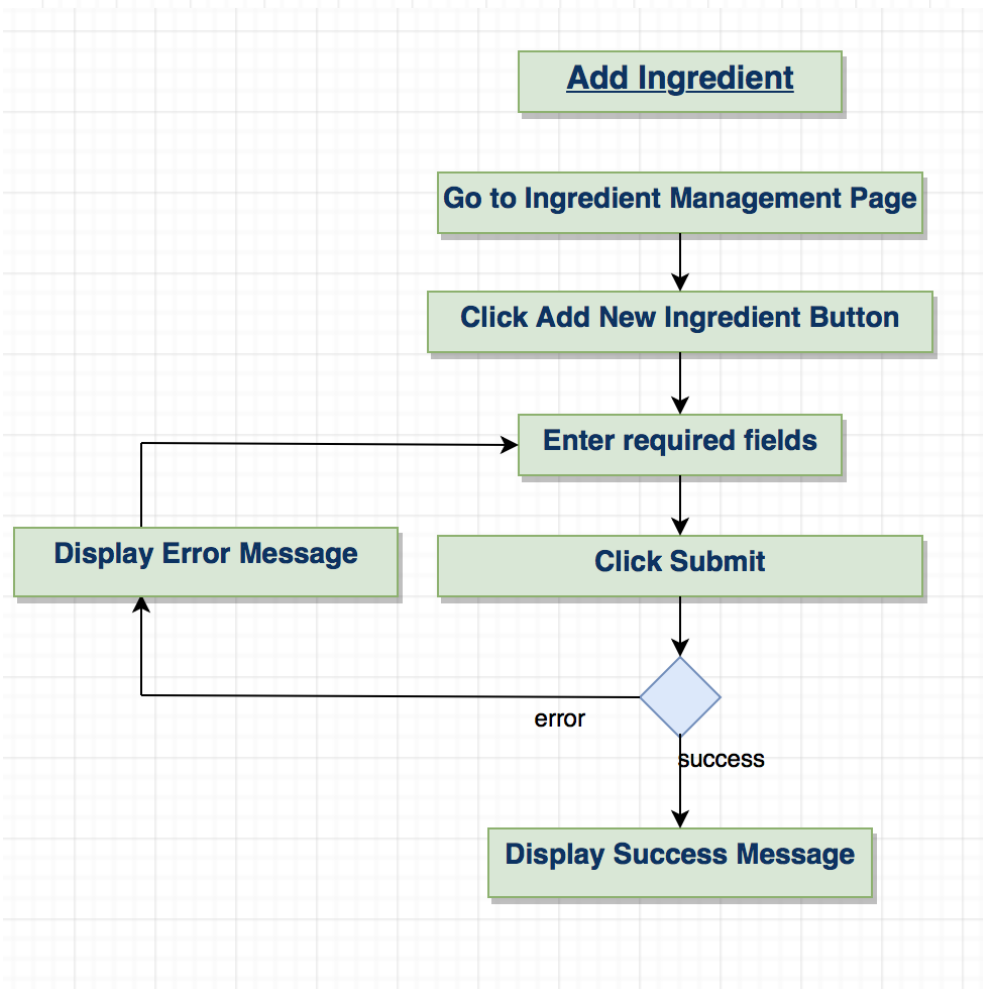 Add Ingredient
Go to Ingredient Management Page
Click Add New Ingredient Button
Enter required fields
Display Error Message
Click Submit
error
success
Display Success Message